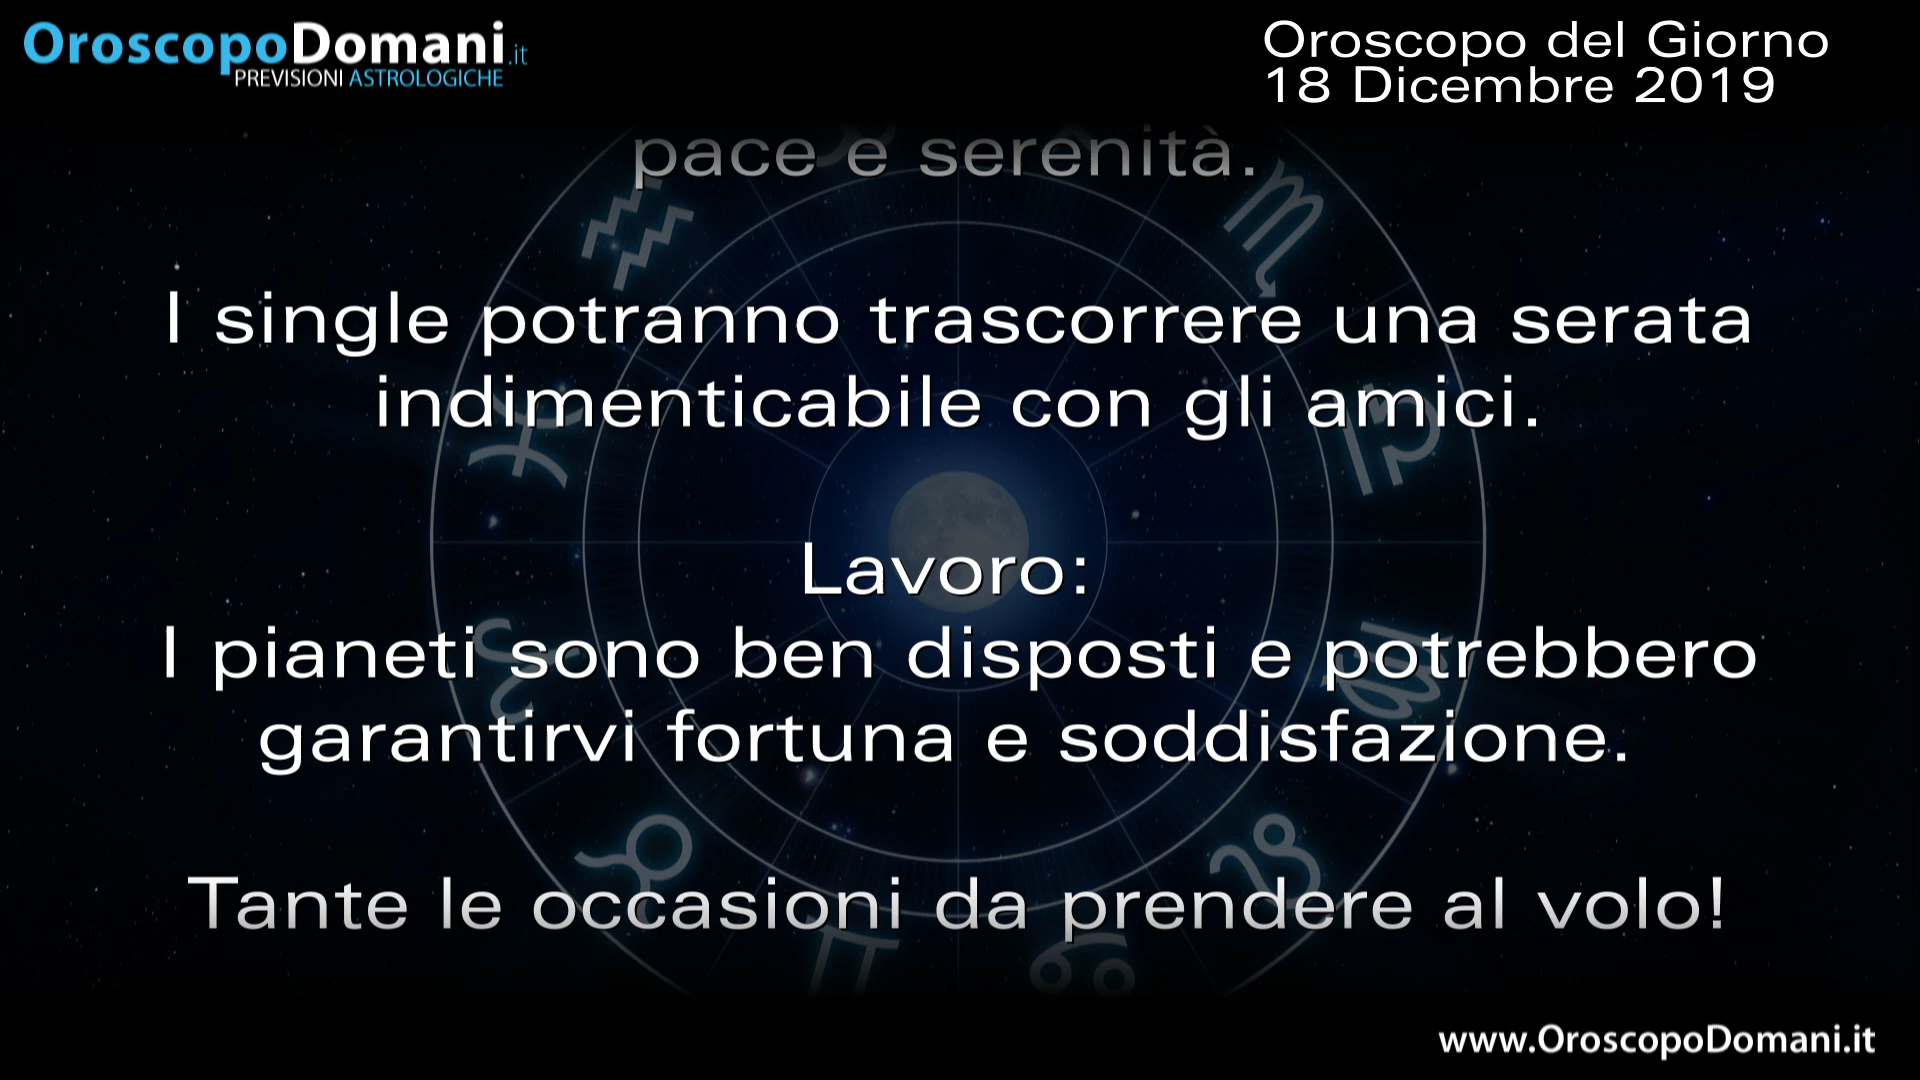 OroscopoDomani.it
PREVISIONI ASTROLOGICHE
Oroscopo del Giorno
18 Dicembre 2019
pace e serenità.
I single potranno trascorrere una serata
indimenticabile con gli amici.
Lavoro:
I pianeti sono ben disposti e potrebbero
garantirvi fortuna e soddisfazione.
Tante le occasioni da prendere al volo!
www.OroscopoDomani.it